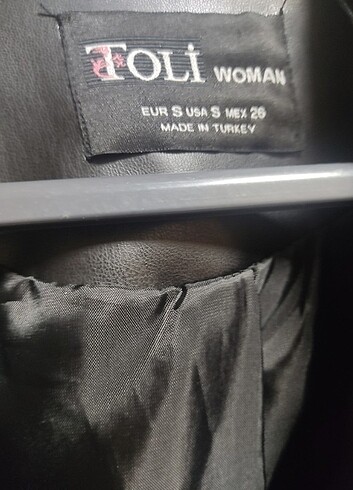 TOLİ WOMAN
EUR S USA S MEX 26
MADE IN TURKEY